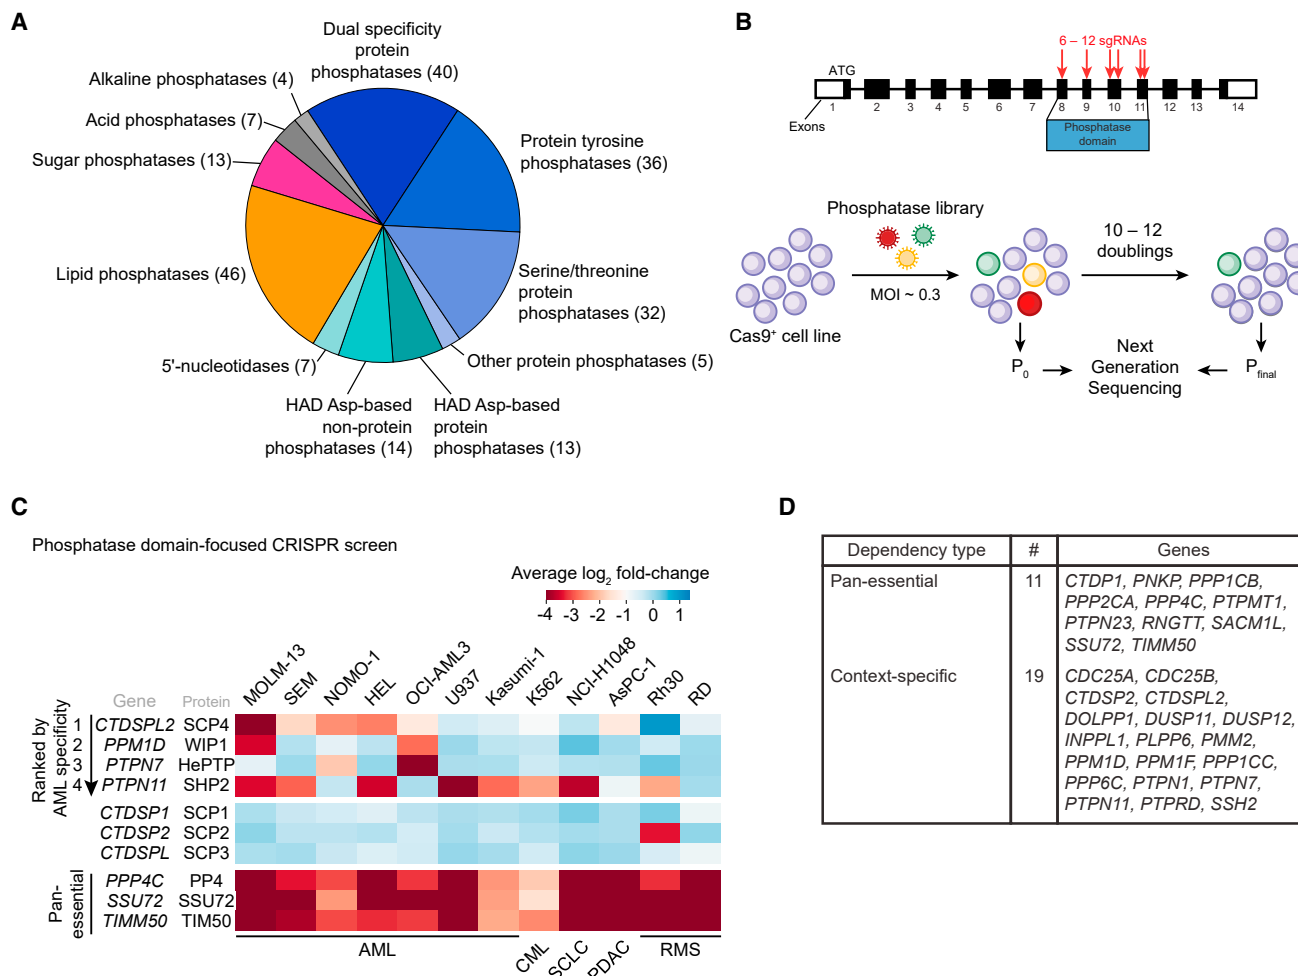 A
Dual specificity
protein
phosphatases (40)
Alkaline phosphatases (4)
Acid phosphatases (7)
Sugar phosphatases (13)
Protein tyrosine
phosphatases (36)
Lipid phosphatases (46)
Serine/threonine
protein
phosphatases (32)
5'-nucleotidases (7)
Other protein phosphatases (5)
HAD Asp-based
non-protein
phosphatases (14)
HAD Asp-based
protein
phosphatases (13)
B
6 – 12 sgRNAs
ATG
1 2 3 4 5 6 7 8 9 10 11 12 13 14
Exons
Phosphatase
domain
Phosphatase library
10 – 12
doublings
MOI ~ 0.3
Cas9+ cell line
P0
Next
Generation
Sequencing
Pfinal
C
Phosphatase domain-focused CRISPR screen
Average log2 fold-change
-4 -3 -2 -1 0 1
MOLM-13 SEM NOMO-1 HEL OCI-AML3 U937 Kasumi-1 K562 NCI-H1048 AsPC-1 Rh30 RD
Gene Protein
Ranked by
AML specificity
1 CTDSPL2 SCP4
2 PPM1D WIP1
3 PTPN7 HePTP
4 PTPN11 SHP2
CTDSP1 SCP1
CTDSP2 SCP2
CTDSPL SCP3
Pan-
essential
PPP4C PP4
SSU72 SSU72
TIMM50 TIM50
AML CML SCLC PDAC RMS
D
Dependency type # Genes
Pan-essential 11 CTDP1, PNKP, PPP1CB,
PPP2CA, PPP4C, PTPMT1,
PTPN23, RNGTT, SACM1L,
SSU72, TIMM50
Context-specific 19 CDC25A, CDC25B,
CTDSP2, CTDSPL2,
DOLPP1, DUSP11, DUSP12,
INPPL1, PLPP6, PMM2,
PPM1D, PPM1F, PPP1CC,
PPP6C, PTPN1, PTPN7,
PTPN11, PTPRD, SSH2